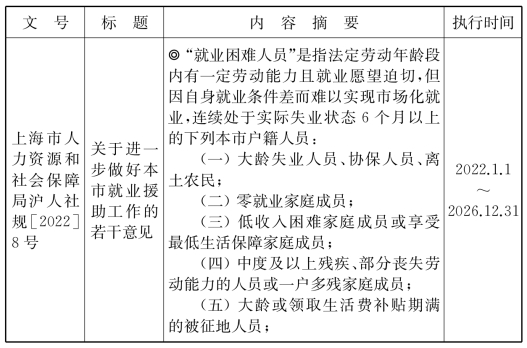 文 号
标 题
内 容 摘 要
执行时间
上海市人
力资源和
社会保障
局沪人社
规[2022]
8号
关于进一
步做好本
市就业援
助工作的
若干意见
◎“就业困难人员”是指法定劳动年龄段
内有一定劳动能力且就业愿望迫切,但
因自身就业条件差而难以实现市场化就
业,连续处于实际失业状态6个月以上
的下列本市户籍人员:
(一)大龄失业人员、协保人员、离
土农民;
(二)零就业家庭成员;
(三)低收入困难家庭成员或享受
最低生活保障家庭成员;
(四)中度及以上残疾、部分丧失劳
动能力的人员或一户多残家庭成员;
(五)大龄或领取生活费补贴期满
的被征地人员;
2022.1.1
~
2026.12.31